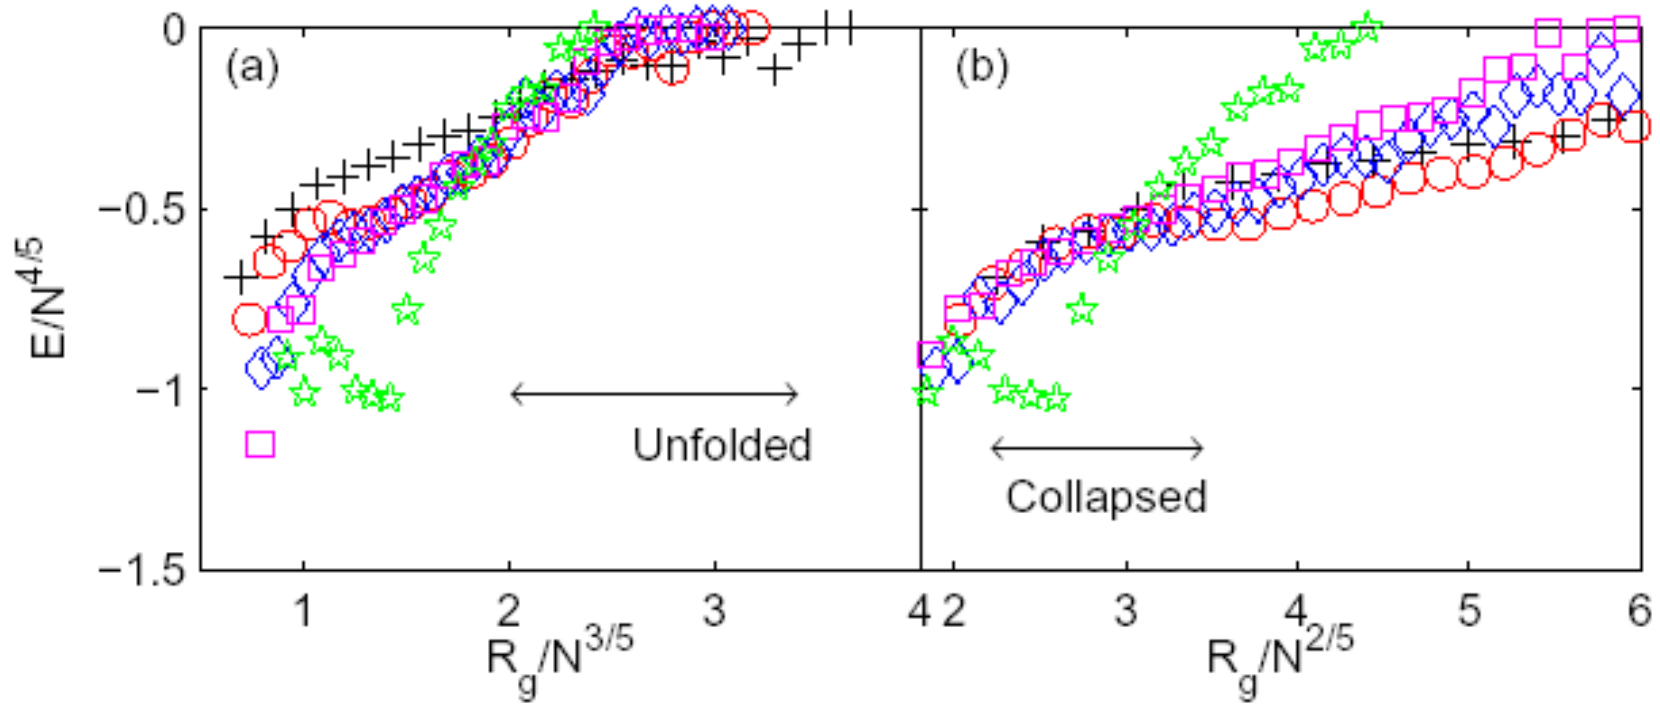 (a)
(b)
E/N^{4/5}
0
−0.5
−1
−1.5
Unfolded
Collapsed
1 2 3 4 2 3 4 5 6
R_g/N^{3/5}
R_g/N^{2/5}